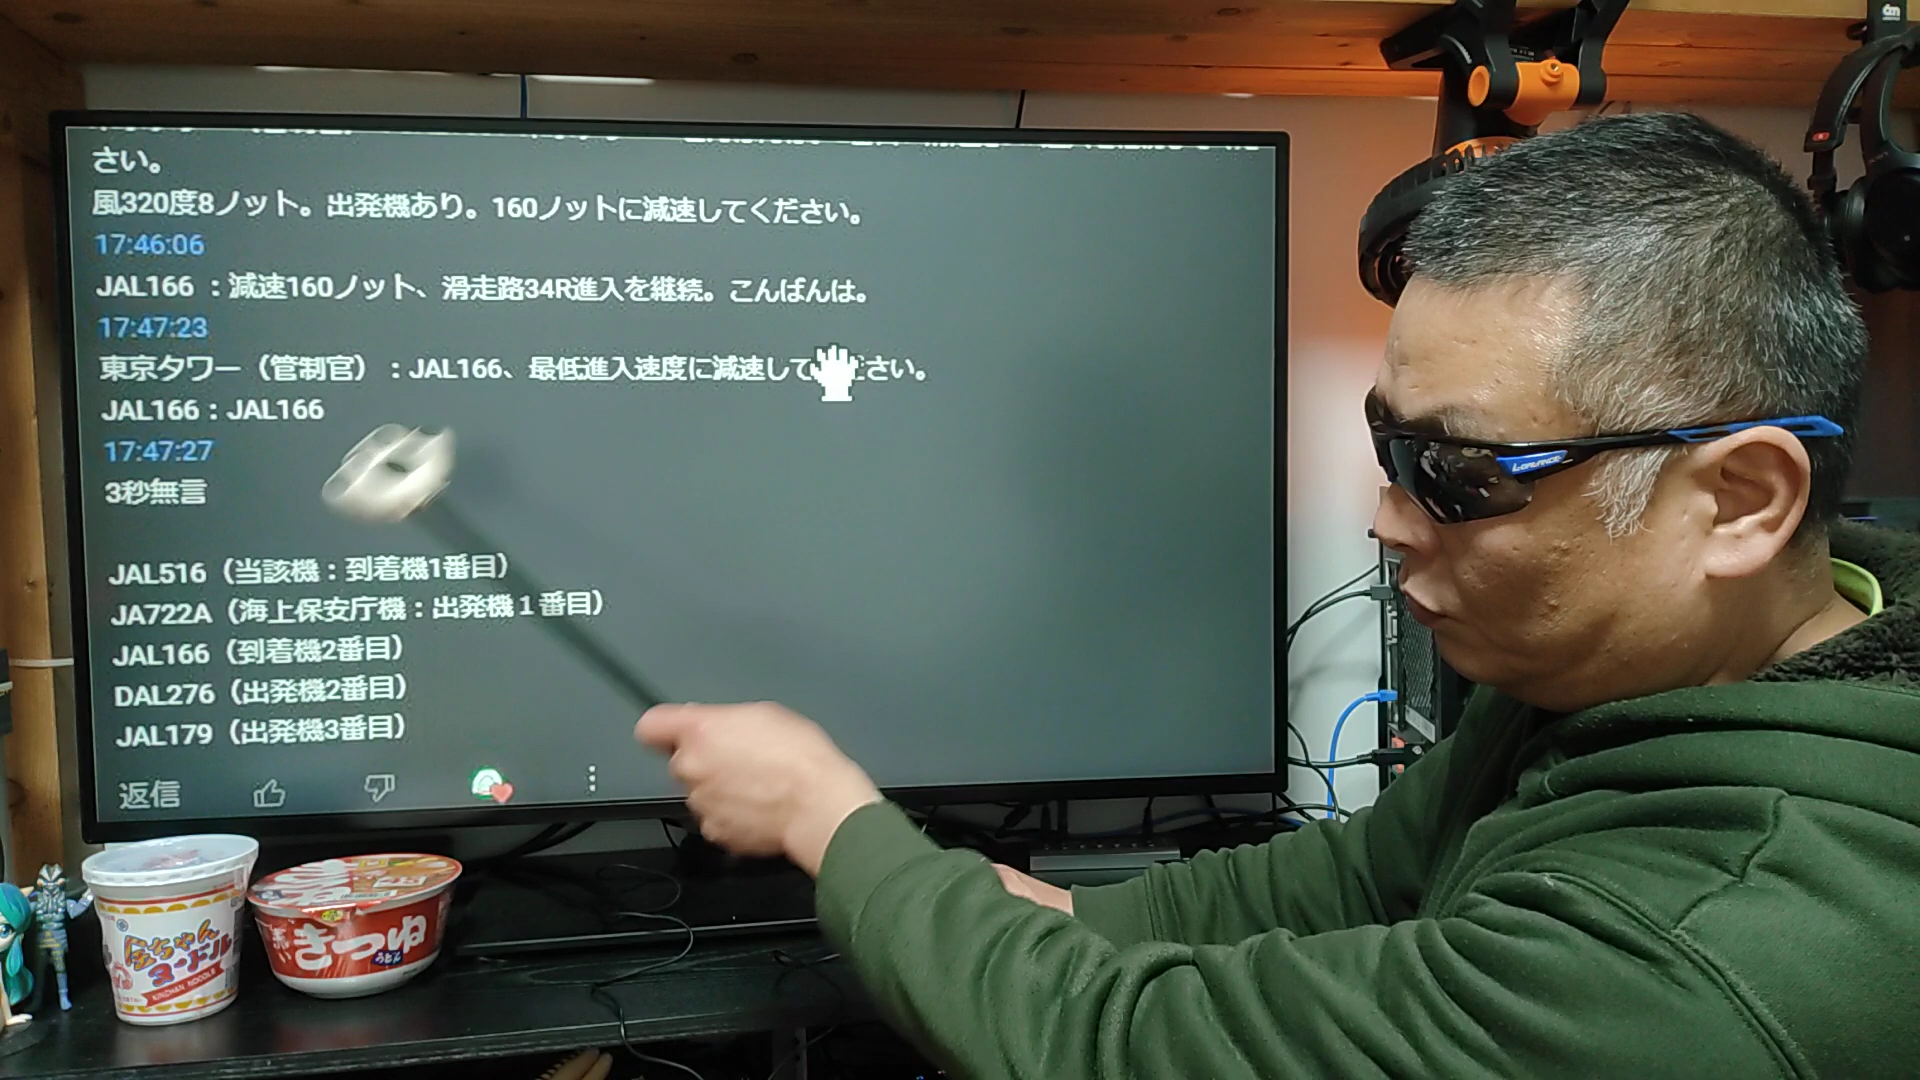 さい。
風320度8ノット。出発機あり。160ノットに減速してください。
17:46:06
JAL166 ：減速160ノット、滑走路34R進入を継続。こんばんは。
17:47:23
東京タワー（管制官）：JAL166、最低進入速度に減速して ださい。
JAL166：JAL166
17:47:27
3秒無言
JAL516（当該機：到着機1番目）
JA722A（海上保安庁機：出発機１番目）
JAL166（到着機2番目）
DAL276（出発機2番目）
JAL179（出発機3番目）
返信
金ちゃん
ヌードル
KINCHAN NOODLE
赤い
きつね
うどん